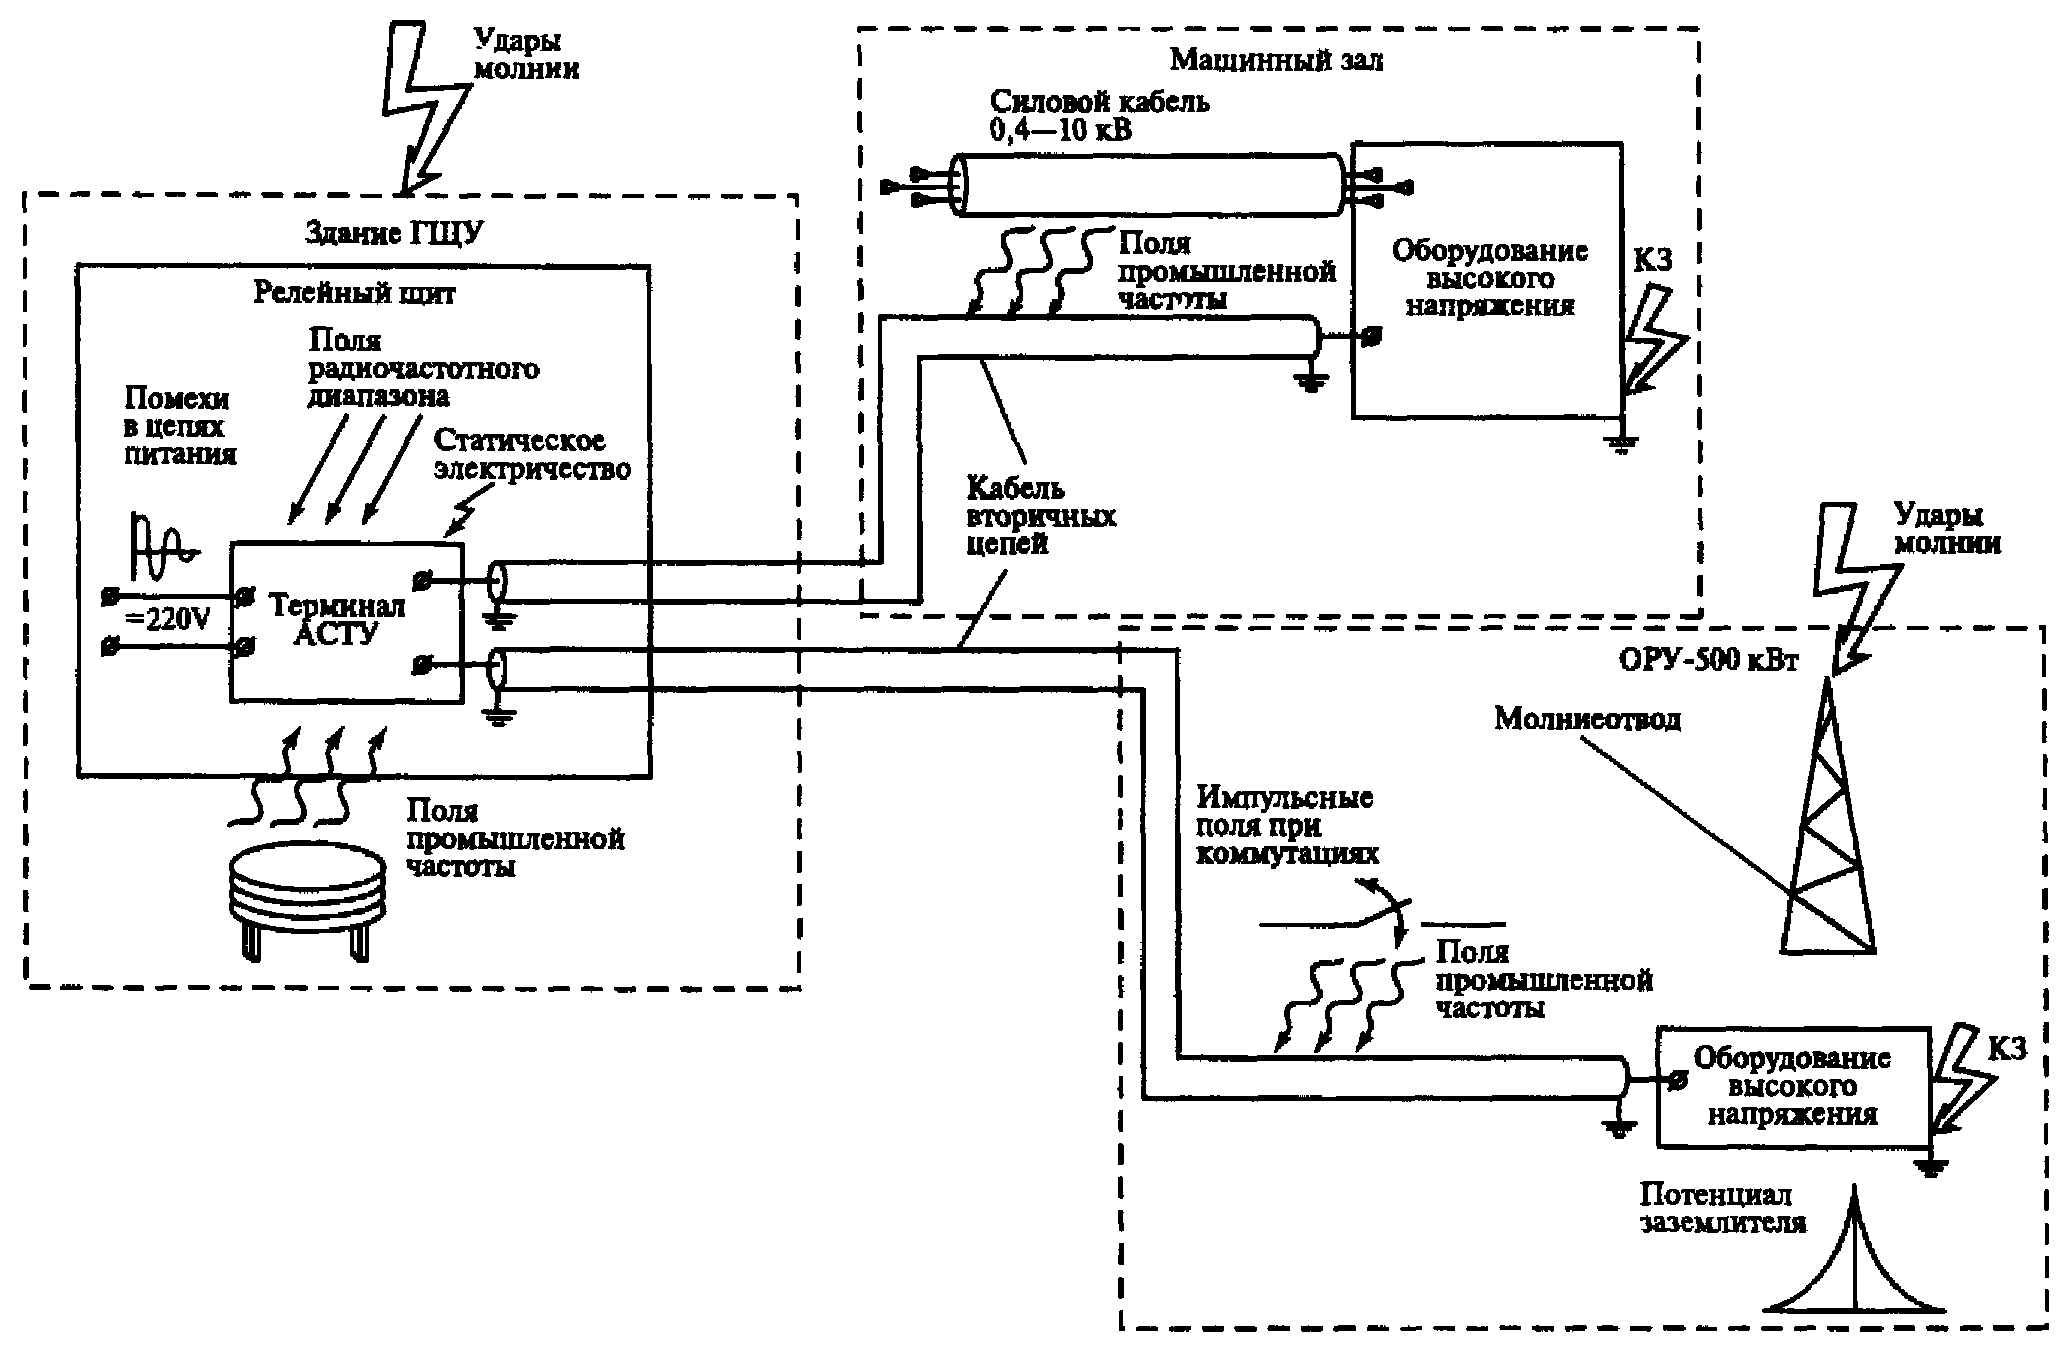 Удары
молнии
Здание ГЩУ
Релейный щит
Поля
радиочастотного
диапазона
Помехи
в цепях
питания
Статическое
электричество
=220V
Терминал
АСТУ
Поля
промышленной
частоты
Машинный зал
Силовой кабель
0,4—10 кВ
Поля
промышленной
частоты
Оборудование
высокого
напряжения
КЗ
Кабель
вторичных
цепей
Удары
молнии
ОРУ-500 кВт
Молниеотвод
Импульсные
поля при
коммутациях
Поля
промышленной
частоты
Оборудование
высокого
напряжения
КЗ
Потенциал
заземлителя